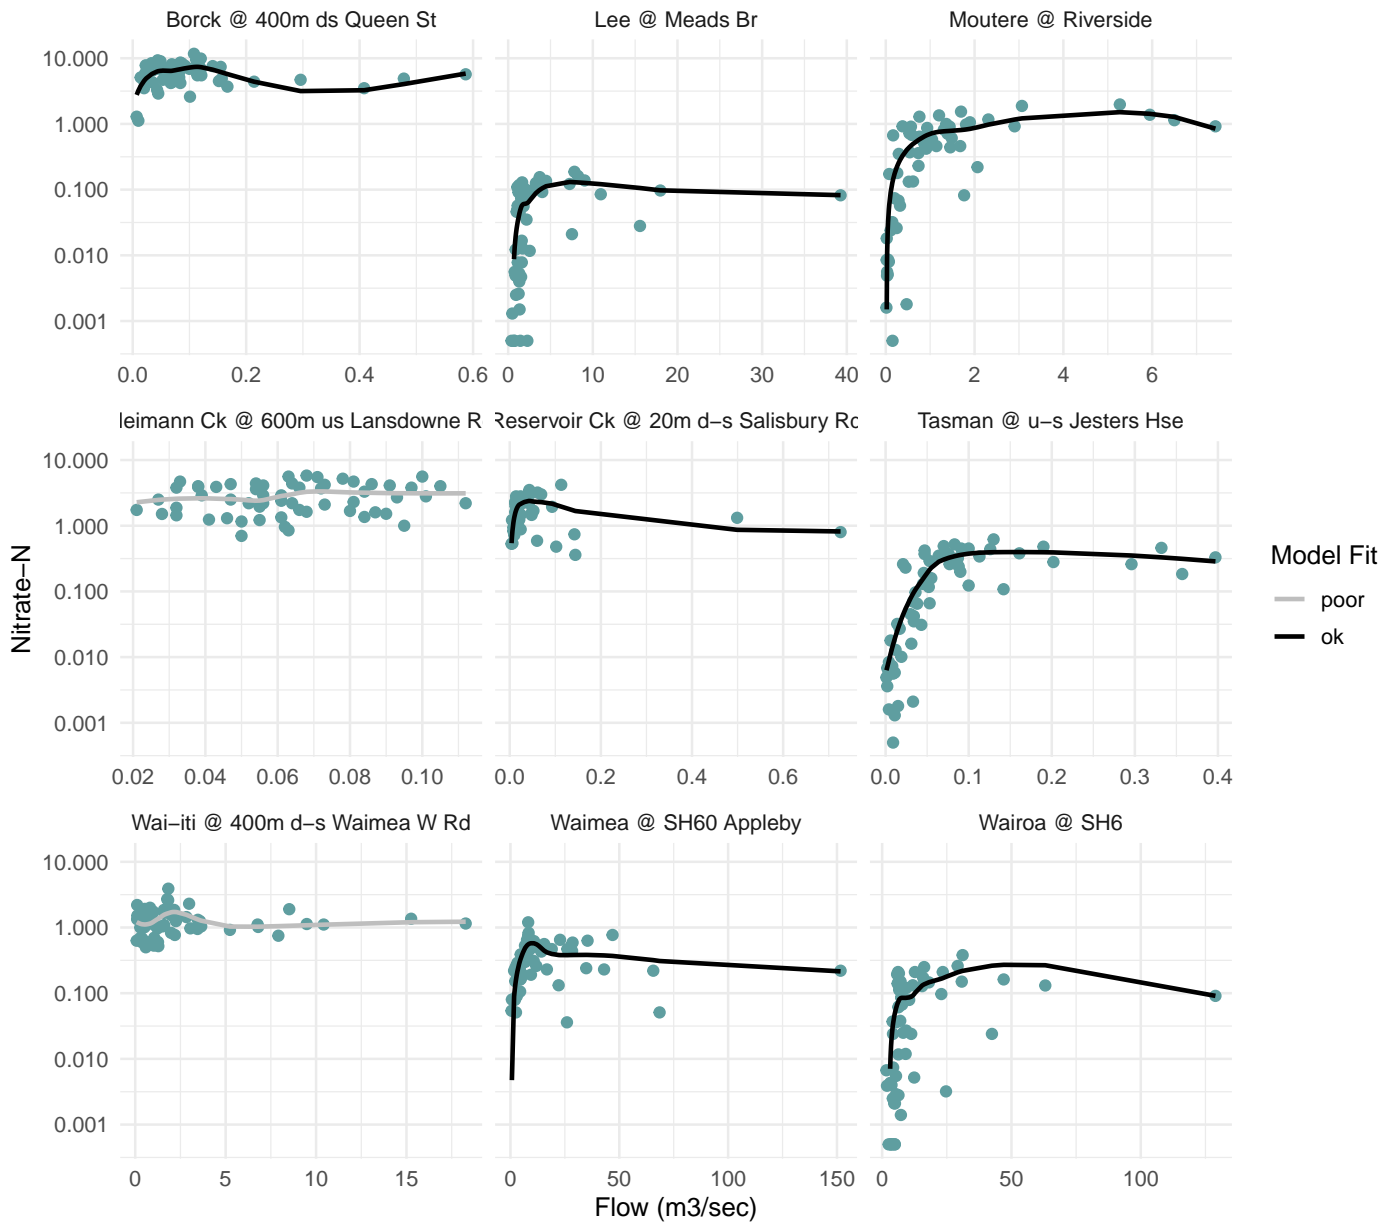 Borck @ 400m ds Queen St
Lee @ Meads Br
Moutere @ Riverside
10.000
1.000
0.100
0.010
0.001
0.0 0.2 0.4 0.6
0 10 20 30 40
0 2 4 6
leimann Ck @ 600m us Lansdowne R
Reservoir Ck @ 20m d−s Salisbury Rd
Tasman @ u−s Jesters Hse
10.000
1.000
0.100
0.010
0.001
0.02 0.04 0.06 0.08 0.10
0.0 0.2 0.4 0.6
0.0 0.1 0.2 0.3 0.4
Wai−iti @ 400m d−s Waimea W Rd
Waimea @ SH60 Appleby
Wairoa @ SH6
10.000
1.000
0.100
0.010
0.001
0 5 10 15
0 50 100 150
0 50 100
Flow (m3/sec)
Nitrate−N
Model Fit
poor
ok